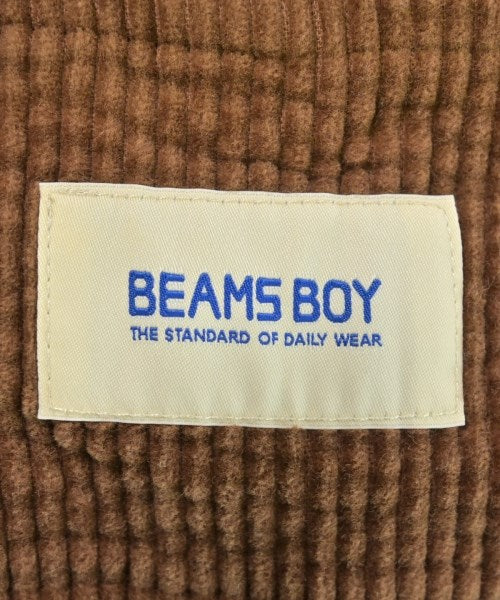 BEAMS BOY
THE STANDARD OF DAILY WEAR